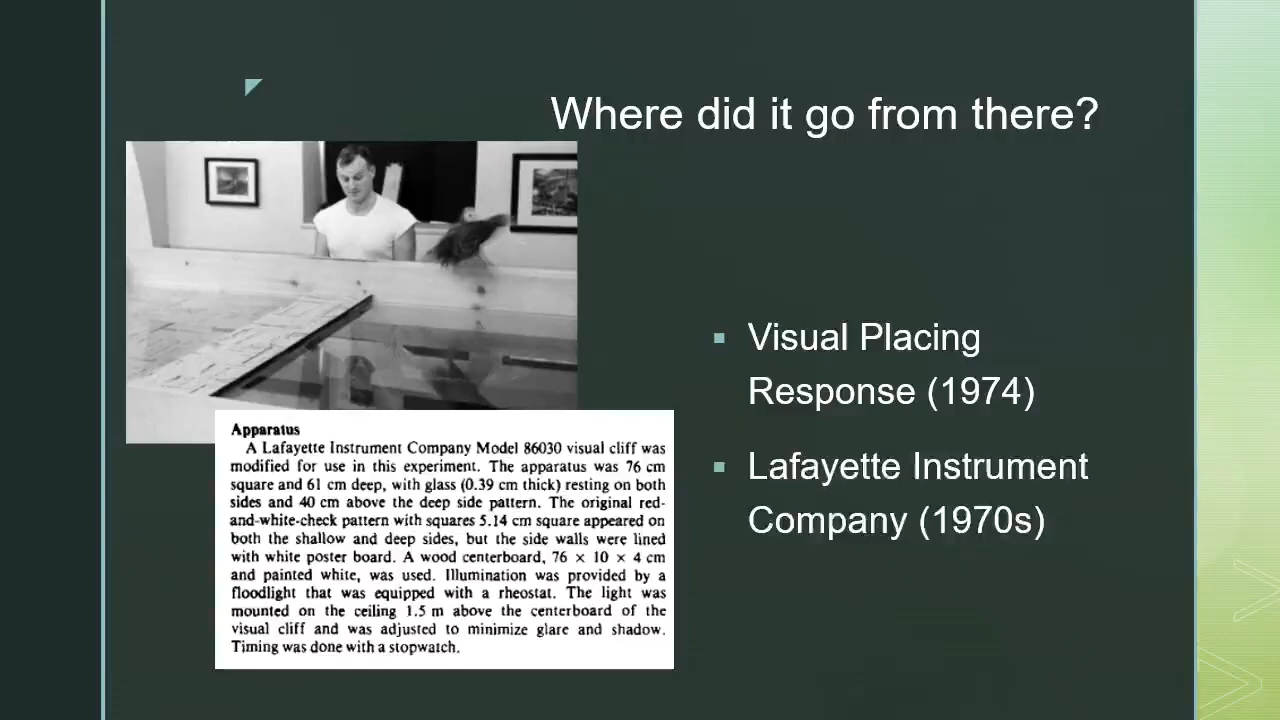 Where did it go from there?
Visual Placing
Response (1974)
Lafayette Instrument
Company (1970s)
Apparatus
A Lafayette Instrument Company Model 86030 visual cliff was
modified for use in this experiment. The apparatus was 76 cm
square and 61 cm deep, with glass (0.39 cm thick) resting on both
sides and 40 cm above the deep side pattern. The original red-
and-white-check pattern with squares 5.14 cm square appeared on
both the shallow and deep sides, but the side walls were lined
with white poster board. A wood centerboard, 76 × 10 × 4 cm
and painted white, was used. Illumination was provided by a
floodlight that was equipped with a rheostat. The light was
mounted on the ceiling 1.5 m above the centerboard of the
visual cliff and was adjusted to minimize glare and shadow.
Timing was done with a stopwatch.